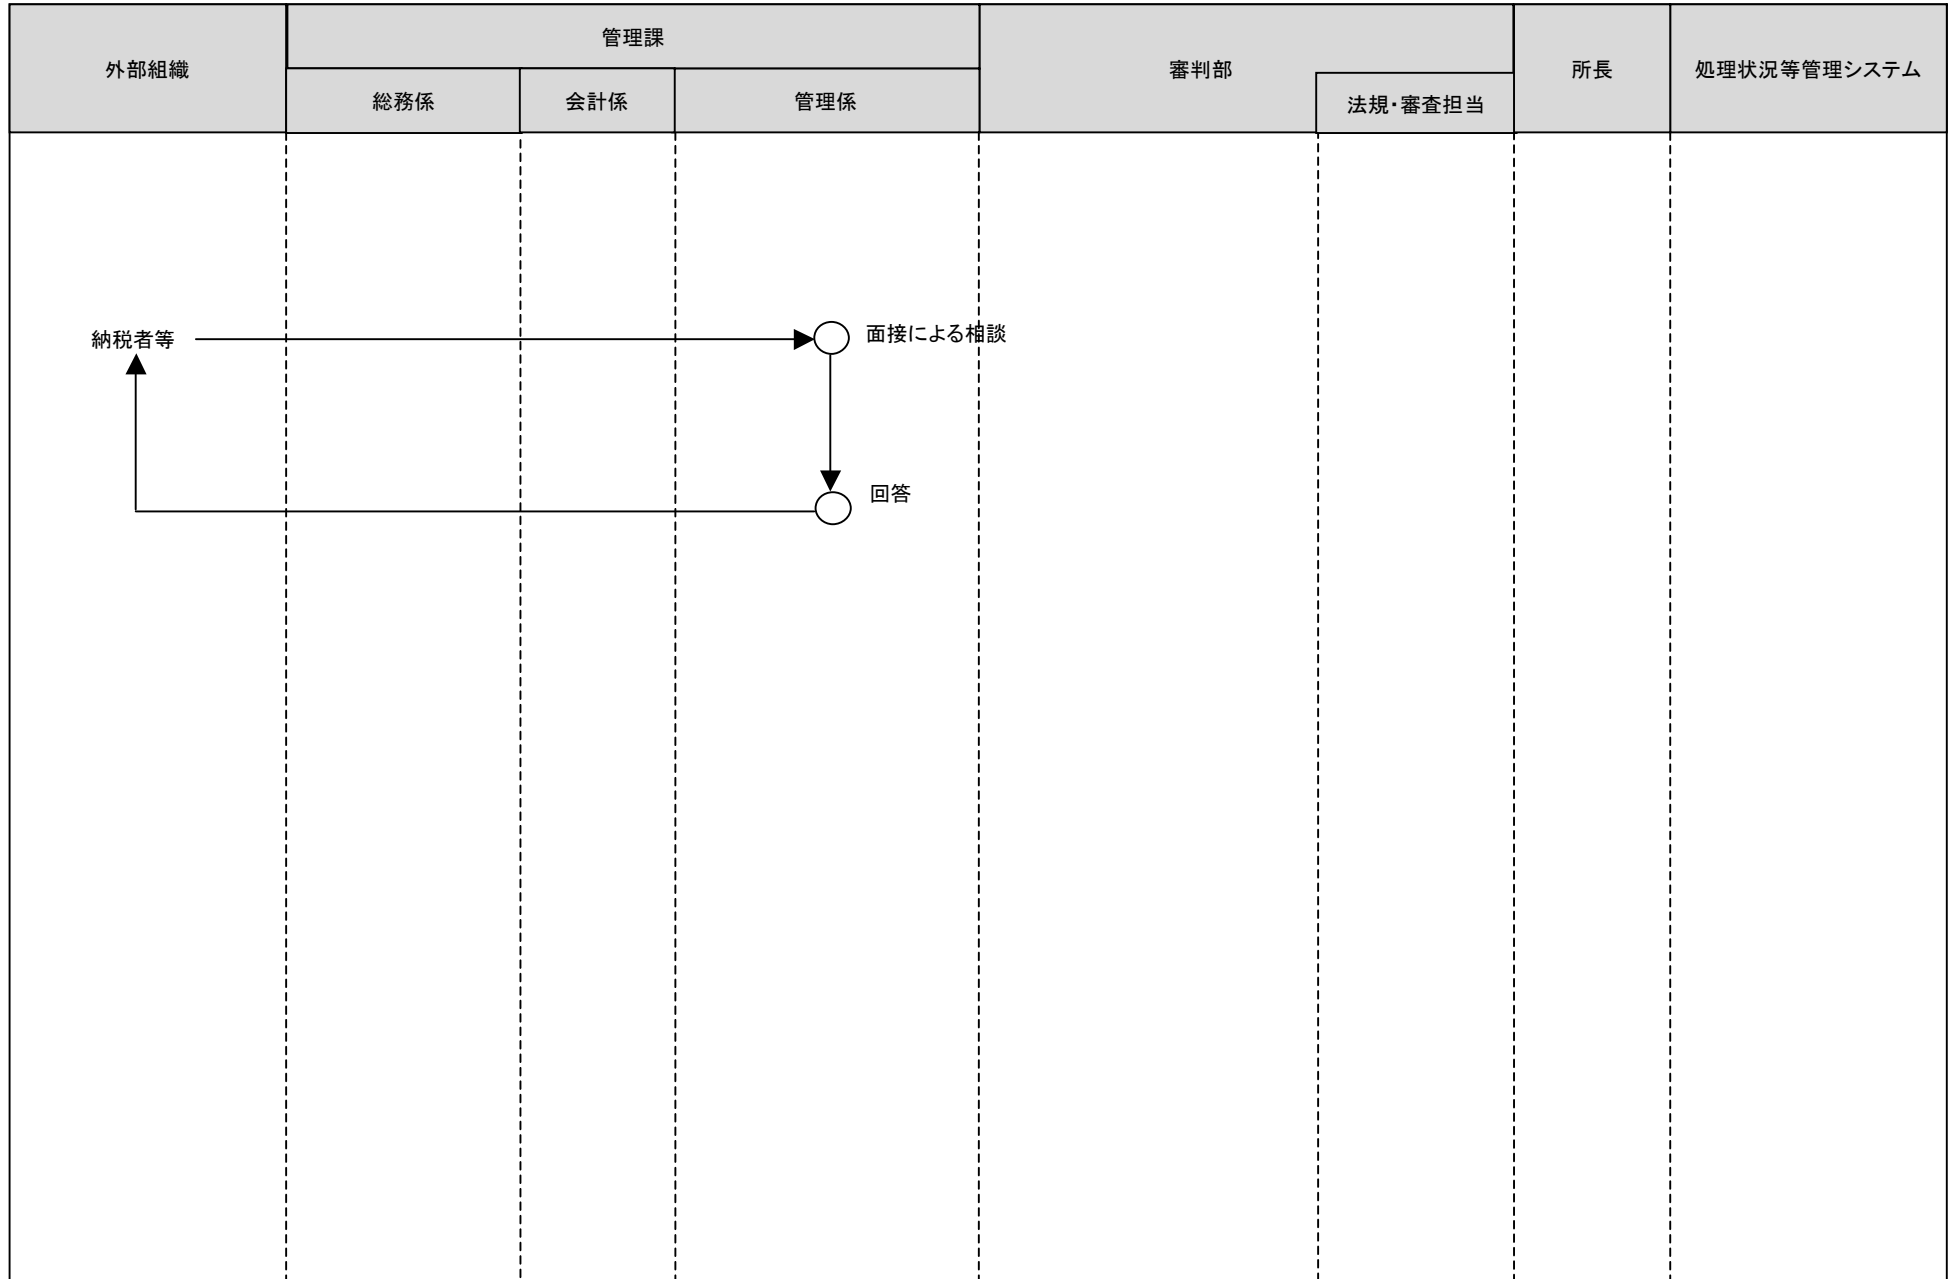 外部組織
管理課
総務係
会計係
管理係
審判部
法規・審査担当
所長
処理状況等管理システム
納税者等
面接による相談
回答